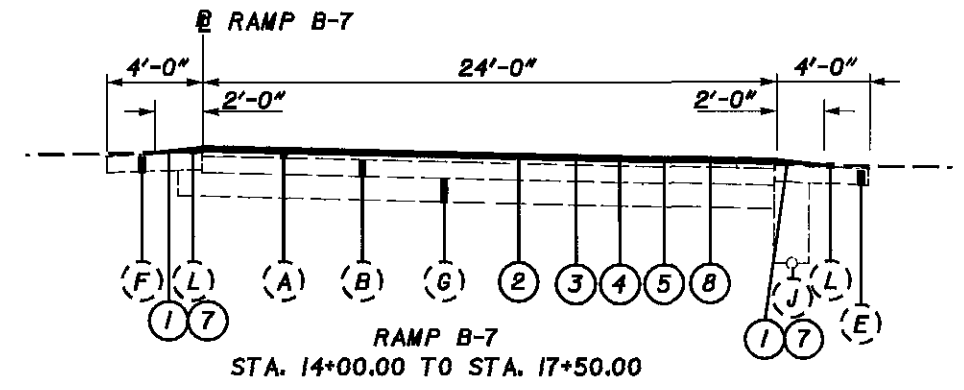 ℄ RAMP B-7
4'-0" 24'-0" 4'-0"
2'-0" 2'-0"
F L A B G 2 3 4 5 8 J L E
1 7 1 7
RAMP B-7
STA. 14+00.00 TO STA. 17+50.00